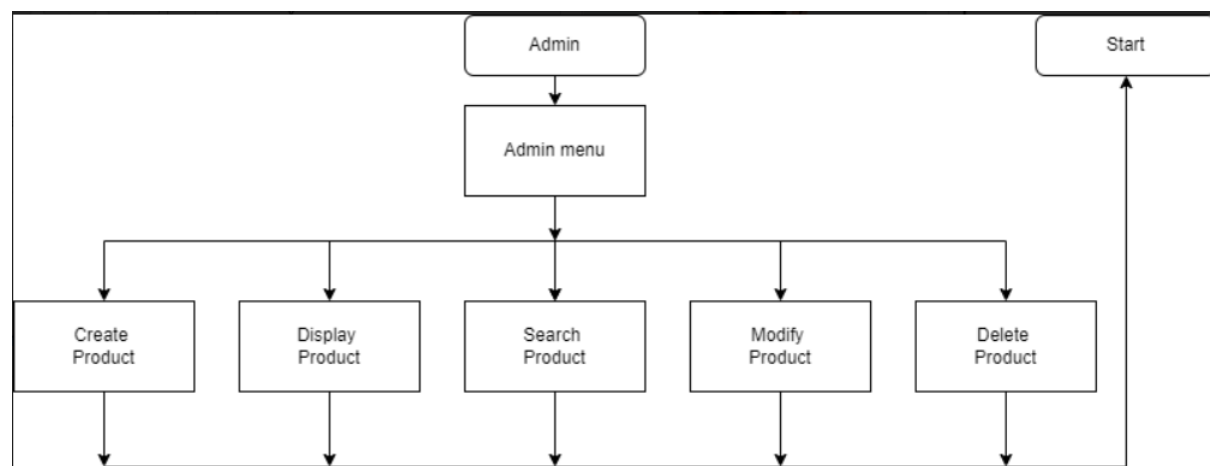 Admin
Start
Admin menu
Create
Product
Display
Product
Search
Product
Modify
Product
Delete
Product